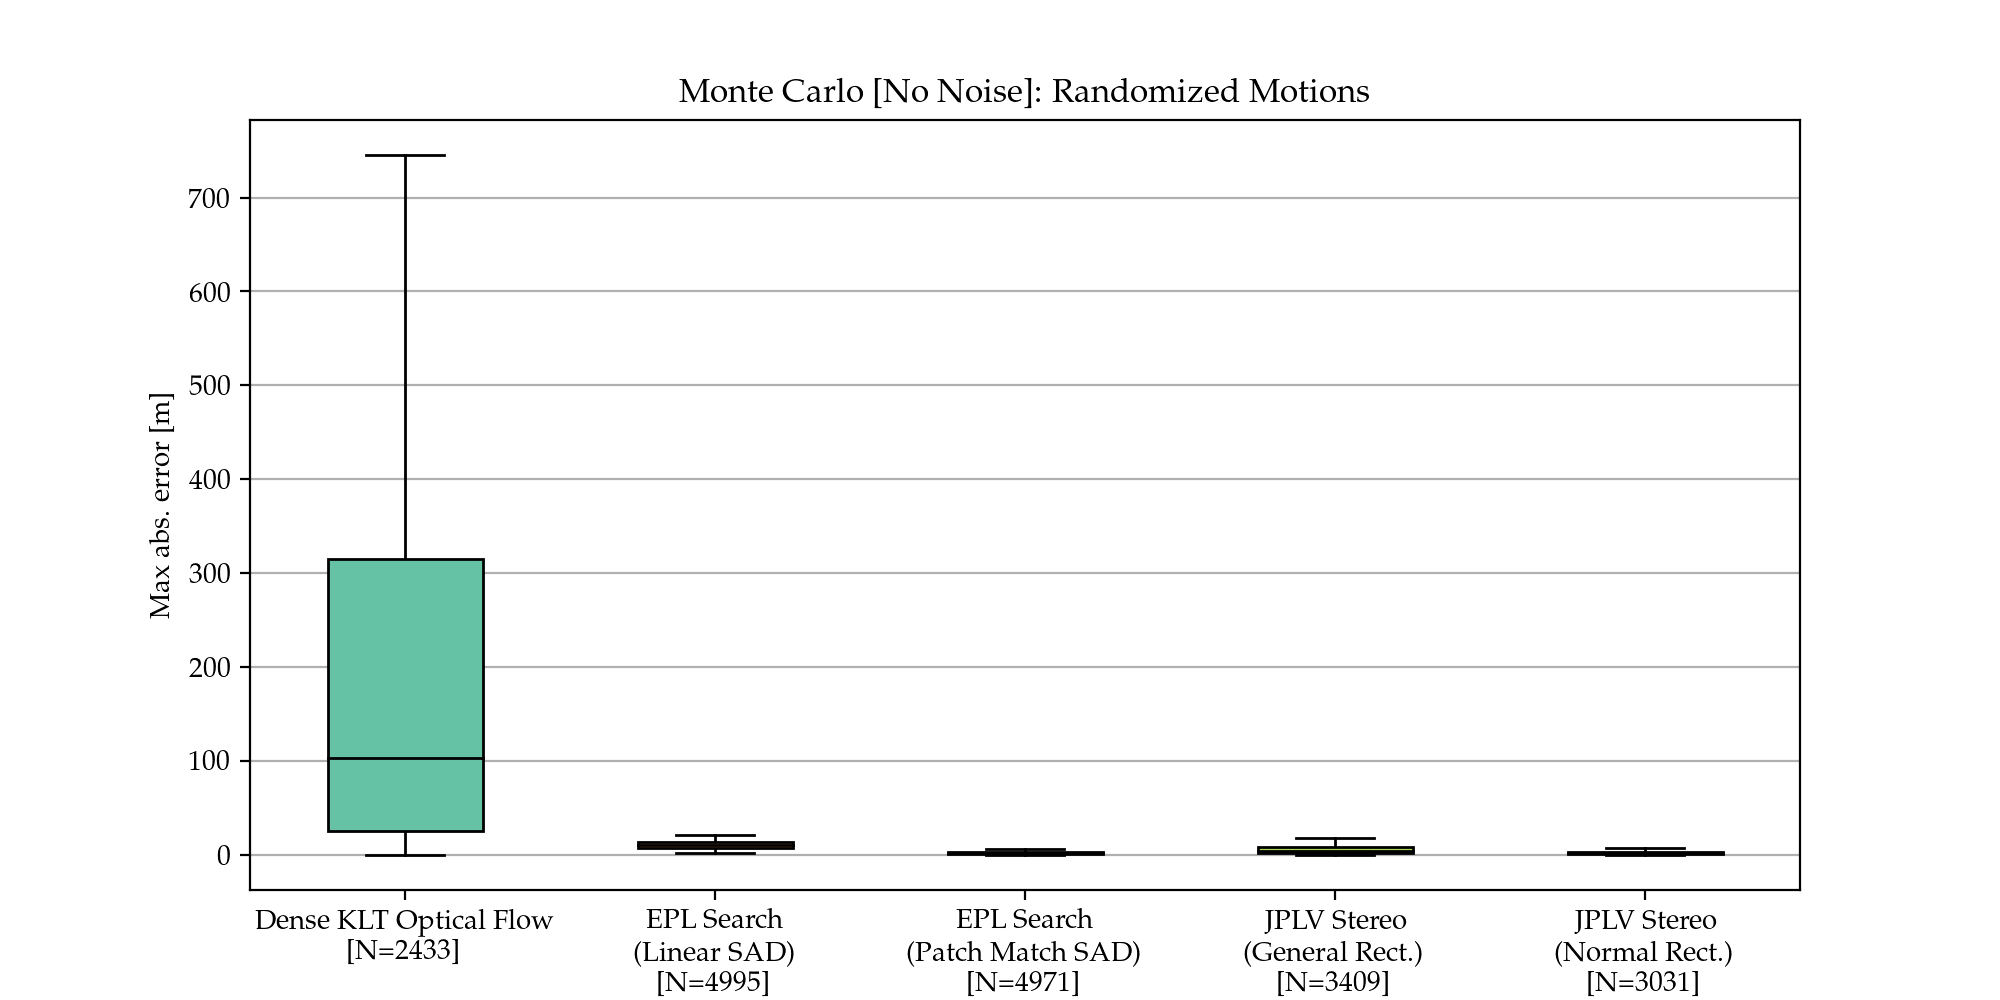 Monte Carlo [No Noise]: Randomized Motions
Max abs. error [m]
700
600
500
400
300
200
100
0
Dense KLT Optical Flow
[N=2433]
EPL Search
(Linear SAD)
[N=4995]
EPL Search
(Patch Match SAD)
[N=4971]
JPLV Stereo
(General Rect.)
[N=3409]
JPLV Stereo
(Normal Rect.)
[N=3031]